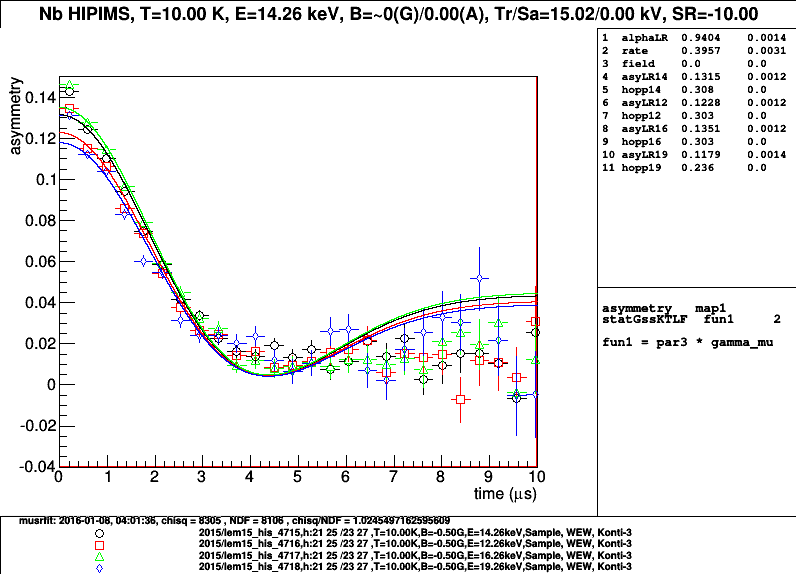 Nb HIPIMS, T=10.00 K, E=14.26 keV, B=~0(G)/0.00(A), Tr/Sa=15.02/0.00 kV, SR=-10.00
1 alphaLR 0.9404 0.0014
2 rate 0.3957 0.0031
3 field 0.0 0.0
4 asyLR14 0.1315 0.0012
5 hopp14 0.308 0.0
6 asyLR12 0.1228 0.0012
7 hopp12 0.303 0.0
8 asyLR16 0.1351 0.0012
9 hopp16 0.303 0.0
10 asyLR19 0.1179 0.0014
11 hopp19 0.236 0.0
asymmetry
0.14
0.12
0.1
0.08
0.06
0.04
0.02
0
-0.02
-0.04
0 1 2 3 4 5 6 7 8 9 10
time (μs)
asymmetry map1
statGssKTLF fun1 2
fun1 = par3 * gamma_mu
musrfit: 2016-01-08, 04:01:36, chisq = 8305 , NDF = 8106 , chisq/NDF = 1.0245497162595609
2015/lem15_his_4715,h:21 25 /23 27 ,T=10.00K,B=-0.50G,E=14.26keV,Sample, WEW, Konti-3
2015/lem15_his_4716,h:21 25 /23 27 ,T=10.00K,B=-0.50G,E=12.26keV,Sample, WEW, Konti-3
2015/lem15_his_4717,h:21 25 /23 27 ,T=10.00K,B=-0.50G,E=16.26keV,Sample, WEW, Konti-3
2015/lem15_his_4718,h:21 25 /23 27 ,T=10.00K,B=-0.50G,E=19.26keV,Sample, WEW, Konti-3